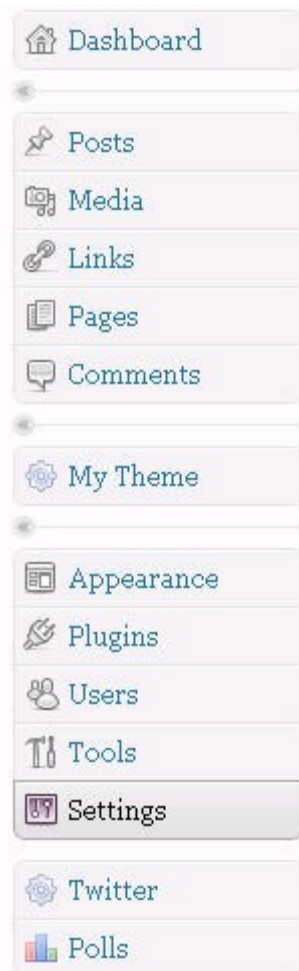 Dashboard
Posts
Media
Links
Pages
Comments
My Theme
Appearance
Plugins
Users
Tools
Settings
Twitter
Polls